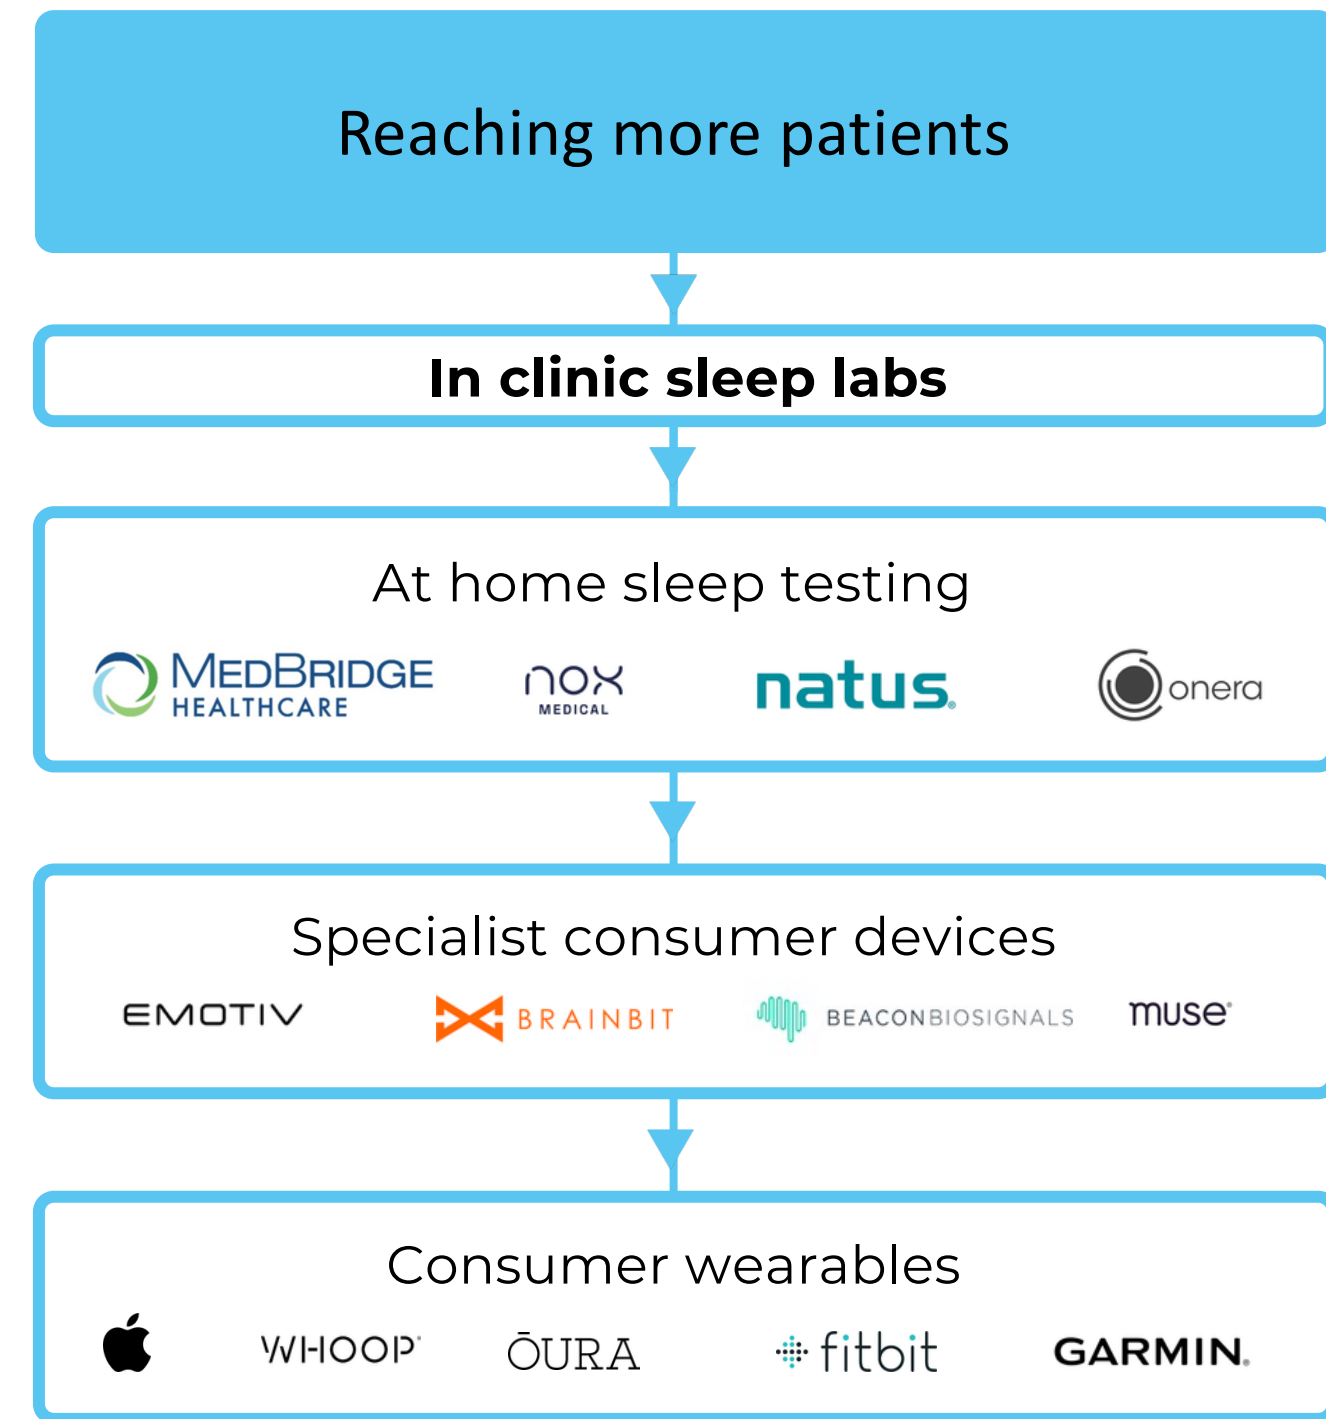 Reaching more patients
In clinic sleep labs
At home sleep testing
MEDBRIDGE HEALTHCARE
nox MEDICAL
natus®
onera
Specialist consumer devices
EMOTIV
BRAINBIT
BEACONBIOSIGNALS
muse®
Consumer wearables
WHOOP®
ŌURA
fitbit
GARMIN®